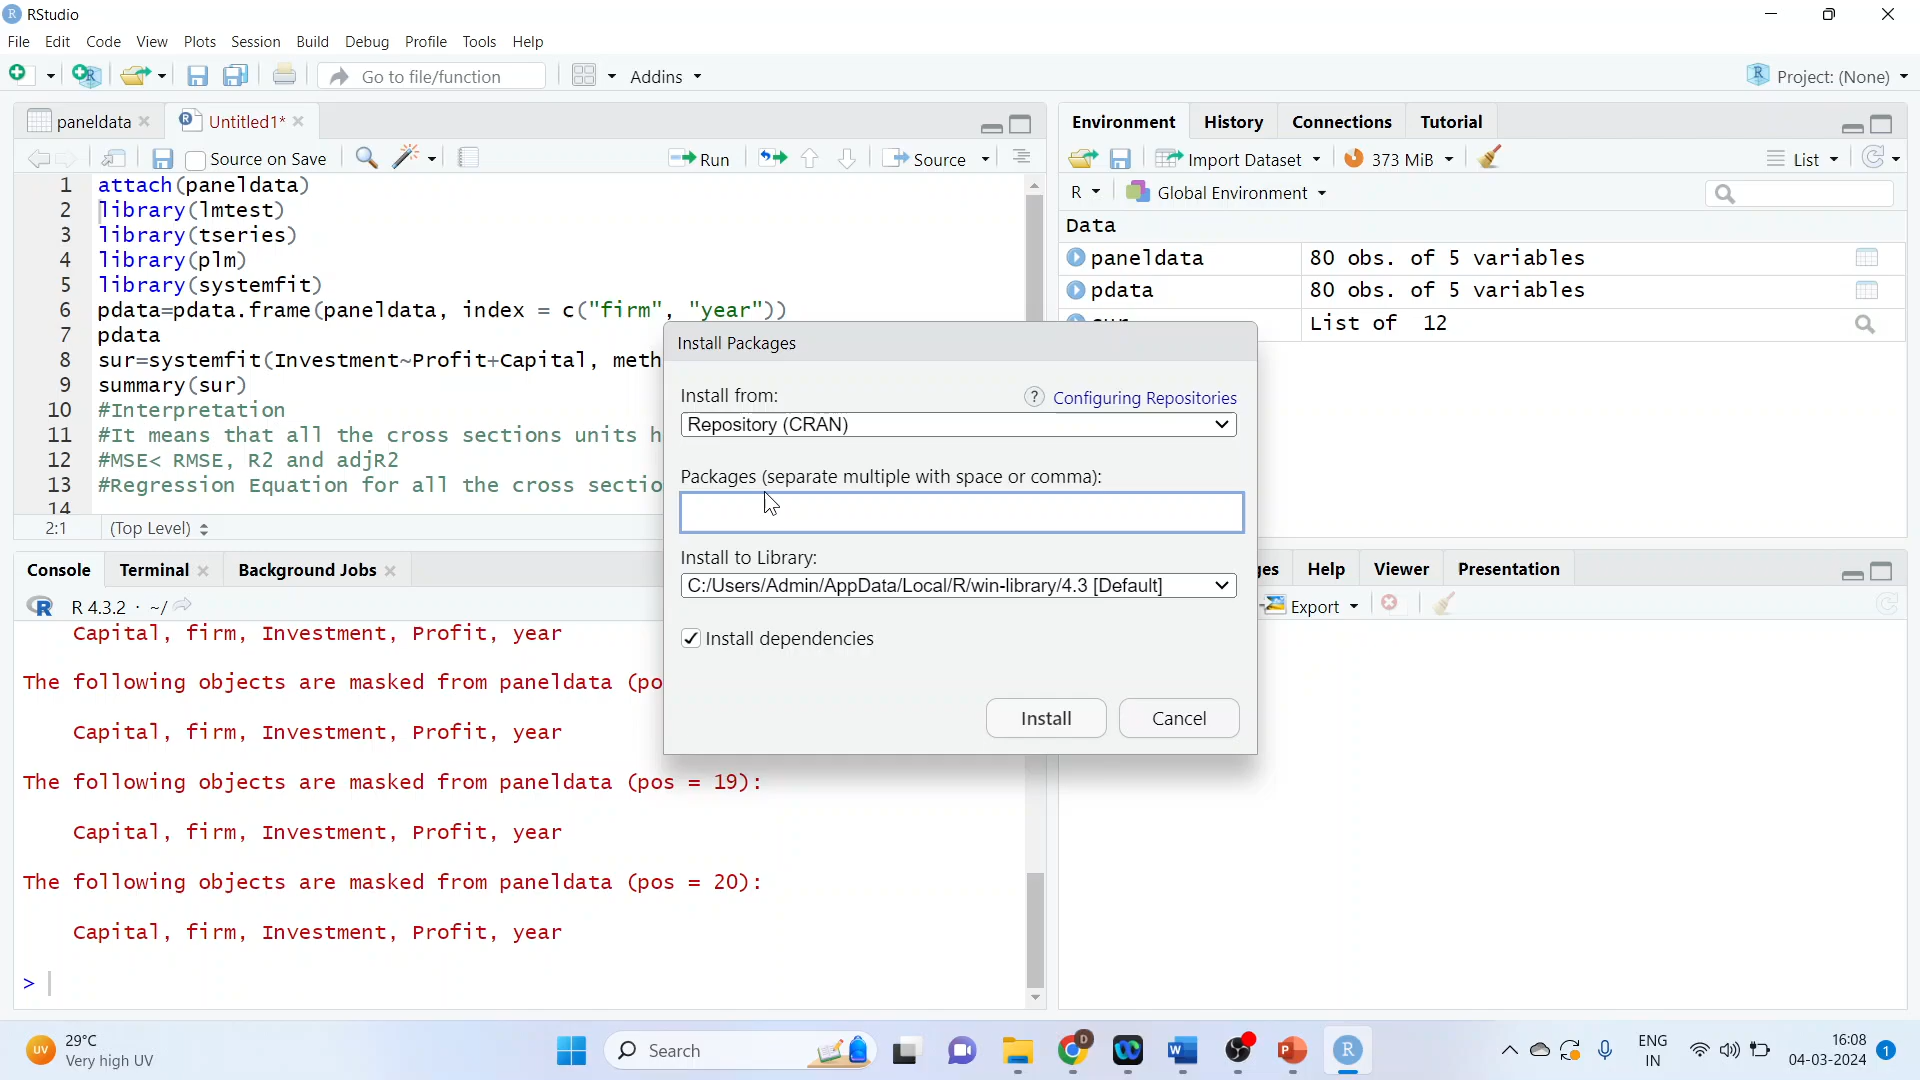 RStudio
File Edit Code View Plots Session Build Debug Profile Tools Help
Go to file/function Addins Project: (None)
paneldata Untitled1*
Source on Save Run Source
1 attach(paneldata)
2 library(lmtest)
3 library(tseries)
4 library(plm)
5 library(systemfit)
6 pdata=pdata.frame(paneldata, index = c("firm", "year"))
7 pdata
8 sur=systemfit(Investment~Profit+Capital, meth
9 summary(sur)
10 #Interpretation
11 #It means that all the cross sections units h
12 #MSE< RMSE, R2 and adjR2
13 #Regression Equation for all the cross sectio
14
2:1 (Top Level)
Environment History Connections Tutorial
Import Dataset 373 MiB List
R Global Environment
Data
paneldata 80 obs. of 5 variables
pdata 80 obs. of 5 variables
List of 12
Install Packages
Install from:
? Configuring Repositories
Repository (CRAN)
Packages (separate multiple with space or comma):
Install to Library:
C:/Users/Admin/AppData/Local/R/win-library/4.3 [Default]
Install dependencies
Install Cancel
Console Terminal Background Jobs
R 4.3.2 · ~/
Capital, firm, Investment, Profit, year
The following objects are masked from paneldata (po
Capital, firm, Investment, Profit, year
The following objects are masked from paneldata (pos = 19):
Capital, firm, Investment, Profit, year
The following objects are masked from paneldata (pos = 20):
Capital, firm, Investment, Profit, year
>
ges Help Viewer Presentation
Export
UV 29°C
Very high UV
Search
ENG
IN
16:08
04-03-2024
1